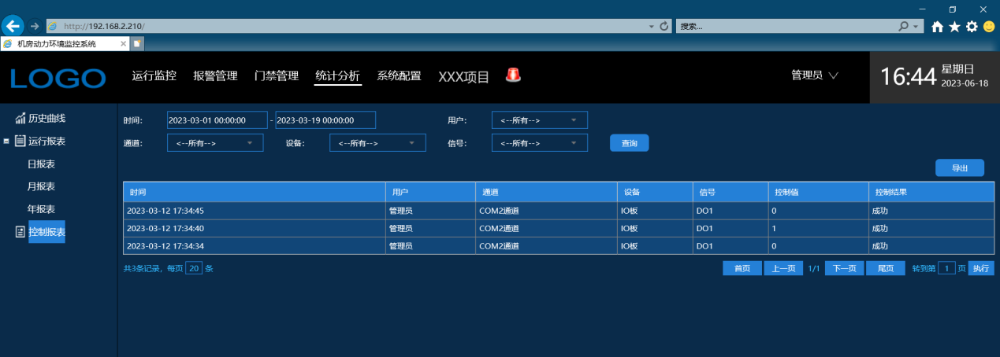 http://192.168.2.210/ 搜索...
机房动力环境监控系统
LOGO 运行监控 报警管理 门禁管理 统计分析 系统配置 XXX项目 管理员 16:44 星期日 2023-06-18
历史曲线
运行报表
日报表
月报表
年报表
控制报表
时间: 2023-03-01 00:00:00 - 2023-03-19 00:00:00 用户: <--所有-->
通道: <--所有--> 设备: <--所有--> 信号: <--所有--> 查询
导出
时间 用户 通道 设备 信号 控制值 控制结果
2023-03-12 17:34:45 管理员 COM2通道 IO板 DO1 0 成功
2023-03-12 17:34:40 管理员 COM2通道 IO板 DO1 1 成功
2023-03-12 17:34:34 管理员 COM2通道 IO板 DO1 0 成功
共3条记录，每页 20 条 首页 上一页 1/1 下一页 尾页 转到第 1 页 执行